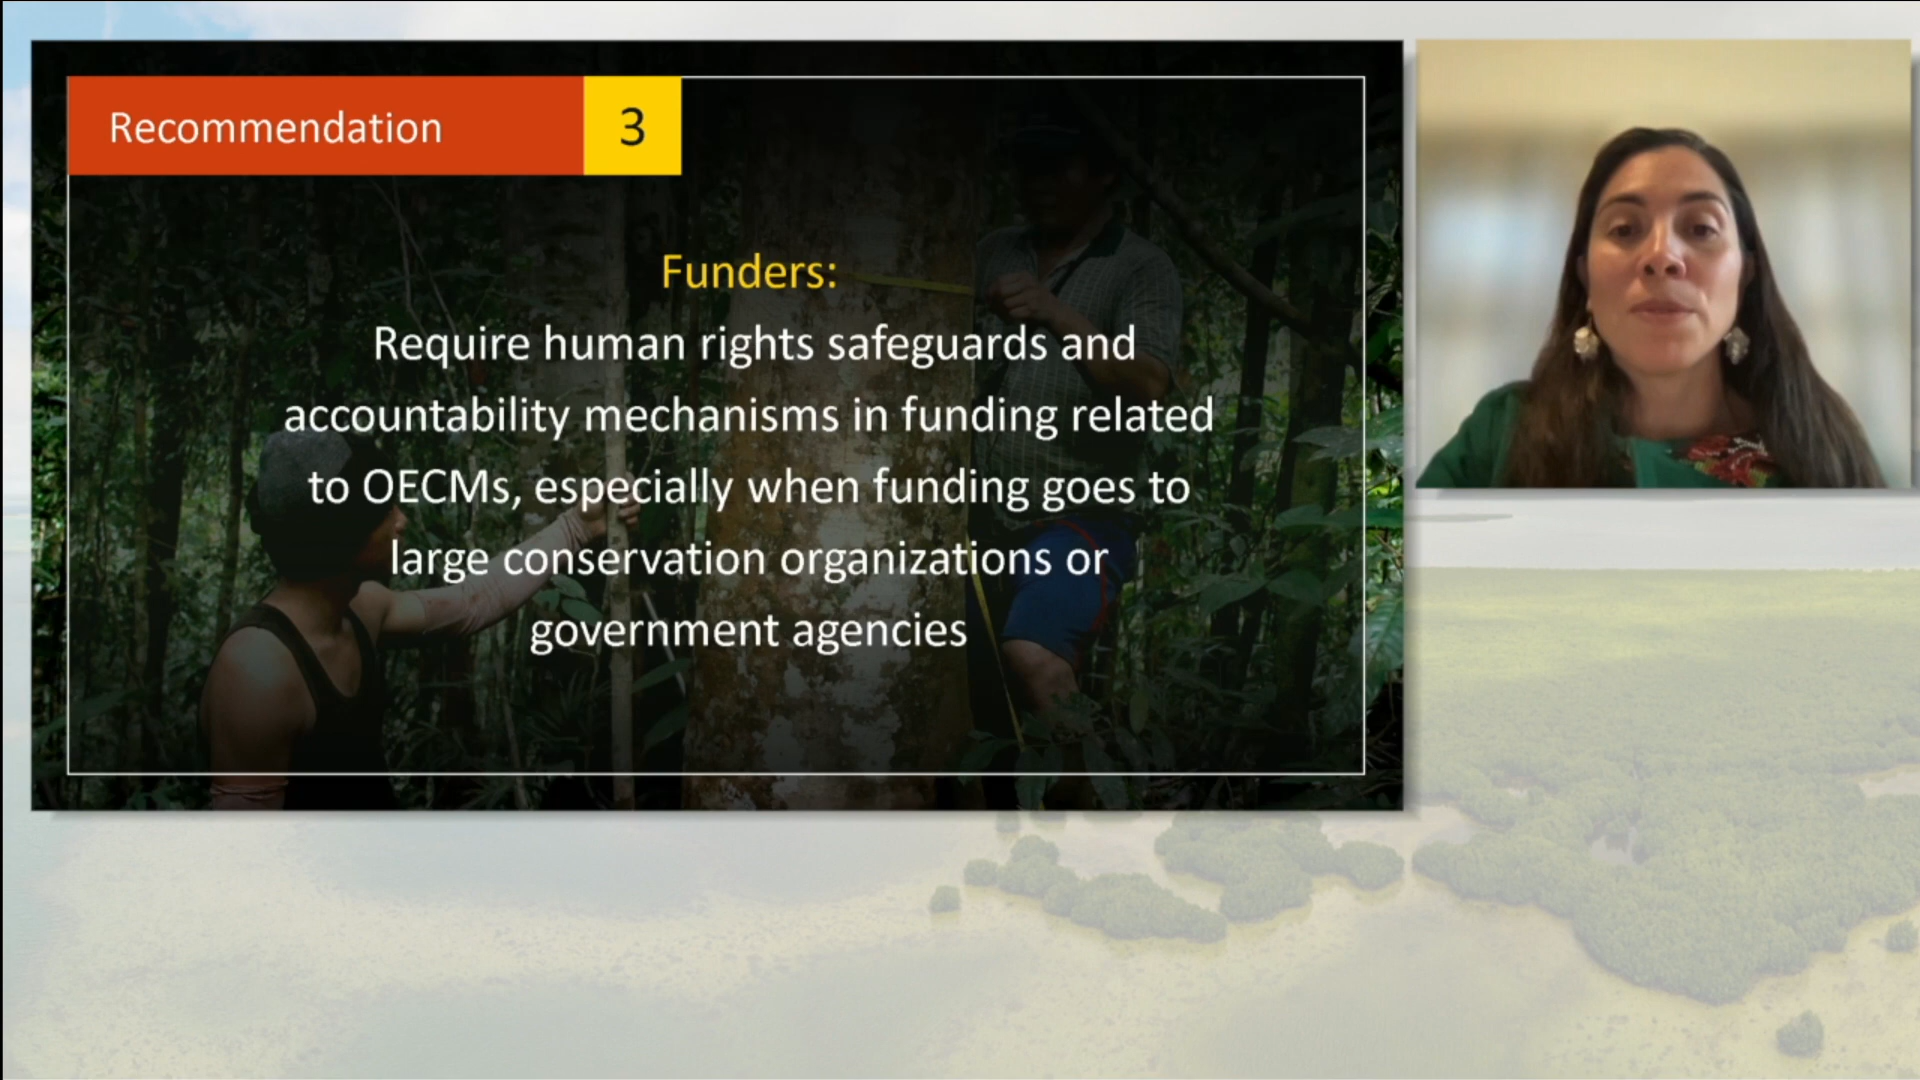 Recommendation 3
Funders:
Require human rights safeguards and
accountability mechanisms in funding related
to OECMs, especially when funding goes to
large conservation organizations or
government agencies